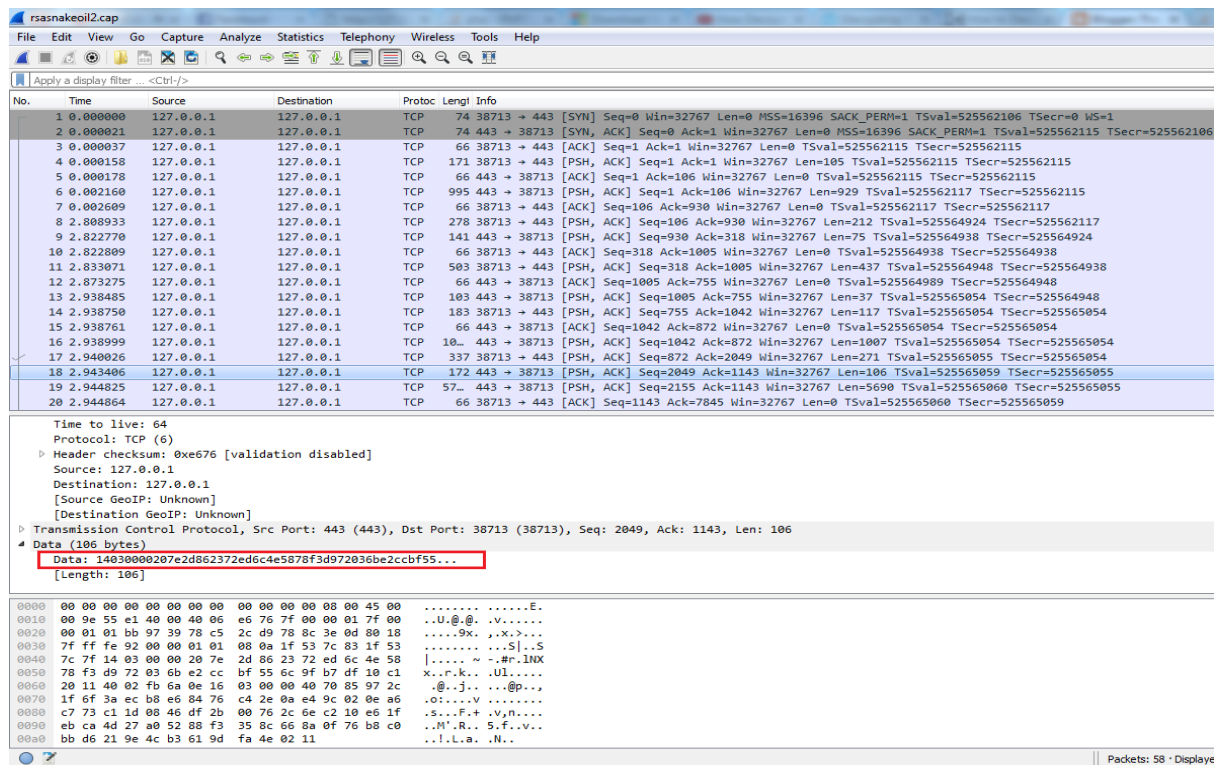 rsasnakeoil2.cap
File Edit View Go Capture Analyze Statistics Telephony Wireless Tools Help
Apply a display filter ... <Ctrl-/>
No. Time Source Destination Protoc Lengt Info
1 0.000000 127.0.0.1 127.0.0.1 TCP 74 38713 → 443 [SYN] Seq=0 Win=32767 Len=0 MSS=16396 SACK_PERM=1 TSval=525562106 TSecr=0 WS=1
2 0.000021 127.0.0.1 127.0.0.1 TCP 74 443 → 38713 [SYN, ACK] Seq=0 Ack=1 Win=32767 Len=0 MSS=16396 SACK_PERM=1 TSval=525562115 TSecr=525562106
3 0.000037 127.0.0.1 127.0.0.1 TCP 66 38713 → 443 [ACK] Seq=1 Ack=1 Win=32767 Len=0 TSval=525562115 TSecr=525562115
4 0.000158 127.0.0.1 127.0.0.1 TCP 171 38713 → 443 [PSH, ACK] Seq=1 Ack=1 Win=32767 Len=105 TSval=525562115 TSecr=525562115
5 0.000178 127.0.0.1 127.0.0.1 TCP 66 443 → 38713 [ACK] Seq=1 Ack=106 Win=32767 Len=0 TSval=525562115 TSecr=525562115
6 0.002160 127.0.0.1 127.0.0.1 TCP 995 443 → 38713 [PSH, ACK] Seq=1 Ack=106 Win=32767 Len=929 TSval=525562117 TSecr=525562115
7 0.002609 127.0.0.1 127.0.0.1 TCP 66 38713 → 443 [ACK] Seq=106 Ack=930 Win=32767 Len=0 TSval=525562117 TSecr=525562117
8 2.808933 127.0.0.1 127.0.0.1 TCP 278 38713 → 443 [PSH, ACK] Seq=106 Ack=930 Win=32767 Len=212 TSval=525564924 TSecr=525562117
9 2.822770 127.0.0.1 127.0.0.1 TCP 141 443 → 38713 [PSH, ACK] Seq=930 Ack=318 Win=32767 Len=75 TSval=525564938 TSecr=525564924
10 2.822809 127.0.0.1 127.0.0.1 TCP 66 38713 → 443 [ACK] Seq=318 Ack=1005 Win=32767 Len=0 TSval=525564938 TSecr=525564938
11 2.833071 127.0.0.1 127.0.0.1 TCP 503 38713 → 443 [PSH, ACK] Seq=318 Ack=1005 Win=32767 Len=437 TSval=525564948 TSecr=525564938
12 2.873275 127.0.0.1 127.0.0.1 TCP 66 443 → 38713 [ACK] Seq=1005 Ack=755 Win=32767 Len=0 TSval=525564989 TSecr=525564948
13 2.938485 127.0.0.1 127.0.0.1 TCP 103 443 → 38713 [PSH, ACK] Seq=1005 Ack=755 Win=32767 Len=37 TSval=525565054 TSecr=525564948
14 2.938750 127.0.0.1 127.0.0.1 TCP 183 38713 → 443 [PSH, ACK] Seq=755 Ack=1042 Win=32767 Len=117 TSval=525565054 TSecr=525565054
15 2.938761 127.0.0.1 127.0.0.1 TCP 66 443 → 38713 [ACK] Seq=1042 Ack=872 Win=32767 Len=0 TSval=525565054 TSecr=525565054
16 2.938999 127.0.0.1 127.0.0.1 TCP 10… 443 → 38713 [PSH, ACK] Seq=1042 Ack=872 Win=32767 Len=1007 TSval=525565054 TSecr=525565054
17 2.940026 127.0.0.1 127.0.0.1 TCP 337 38713 → 443 [PSH, ACK] Seq=872 Ack=2049 Win=32767 Len=271 TSval=525565055 TSecr=525565054
18 2.943406 127.0.0.1 127.0.0.1 TCP 172 443 → 38713 [PSH, ACK] Seq=2049 Ack=1143 Win=32767 Len=106 TSval=525565059 TSecr=525565055
19 2.944825 127.0.0.1 127.0.0.1 TCP 57… 443 → 38713 [PSH, ACK] Seq=2155 Ack=1143 Win=32767 Len=5690 TSval=525565060 TSecr=525565055
20 2.944864 127.0.0.1 127.0.0.1 TCP 66 38713 → 443 [ACK] Seq=1143 Ack=7845 Win=32767 Len=0 TSval=525565060 TSecr=525565059
Time to live: 64
Protocol: TCP (6)
Header checksum: 0xe676 [validation disabled]
Source: 127.0.0.1
Destination: 127.0.0.1
[Source GeoIP: Unknown]
[Destination GeoIP: Unknown]
Transmission Control Protocol, Src Port: 443 (443), Dst Port: 38713 (38713), Seq: 2049, Ack: 1143, Len: 106
Data (106 bytes)
Data: 14030000207e2d862372ed6c4e5878f3d972036be2ccbf55...
[Length: 106]
0000 00 00 00 00 00 00 00 00 00 00 00 00 08 00 45 00 ........ ......E.
0010 00 9e 55 e1 40 00 40 06 e6 76 7f 00 00 01 7f 00 ..U.@.@. .v......
0020 00 01 01 bb 97 39 78 c5 2c d9 78 8c 3e 0d 80 18 .....9x. ,.x.>...
0030 7f ff fe 92 00 00 01 01 08 0a 1f 53 7c 83 1f 53 ........ ...S|..S
0040 7c 7f 14 03 00 00 20 7e 2d 86 23 72 ed 6c 4e 58 |..... ~ -.#r.lNX
0050 78 f3 d9 72 03 6b e2 cc bf 55 6c 9f b7 df 10 c1 x..r.k.. .Ul.....
0060 20 11 40 02 fb 6a 0e 16 03 00 00 40 70 85 97 2c .@..j.. ...@p..,
0070 1f 6f 3a ec b8 e6 84 76 c4 2e 0a e4 9c 02 0e a6 .o:....v ........
0080 c7 73 c1 1d 08 46 df 2b 00 76 2c 6e c2 10 e6 1f .s...F.+ .v,n....
0090 eb ca 4d 27 a0 52 88 f3 35 8c 66 8a 0f 76 b8 c0 ..M'.R.. 5.f..v..
00a0 bb d6 21 9e 4c b3 61 9d fa 4e 02 11 ..!.L.a. .N..
Packets: 58 · Displaye